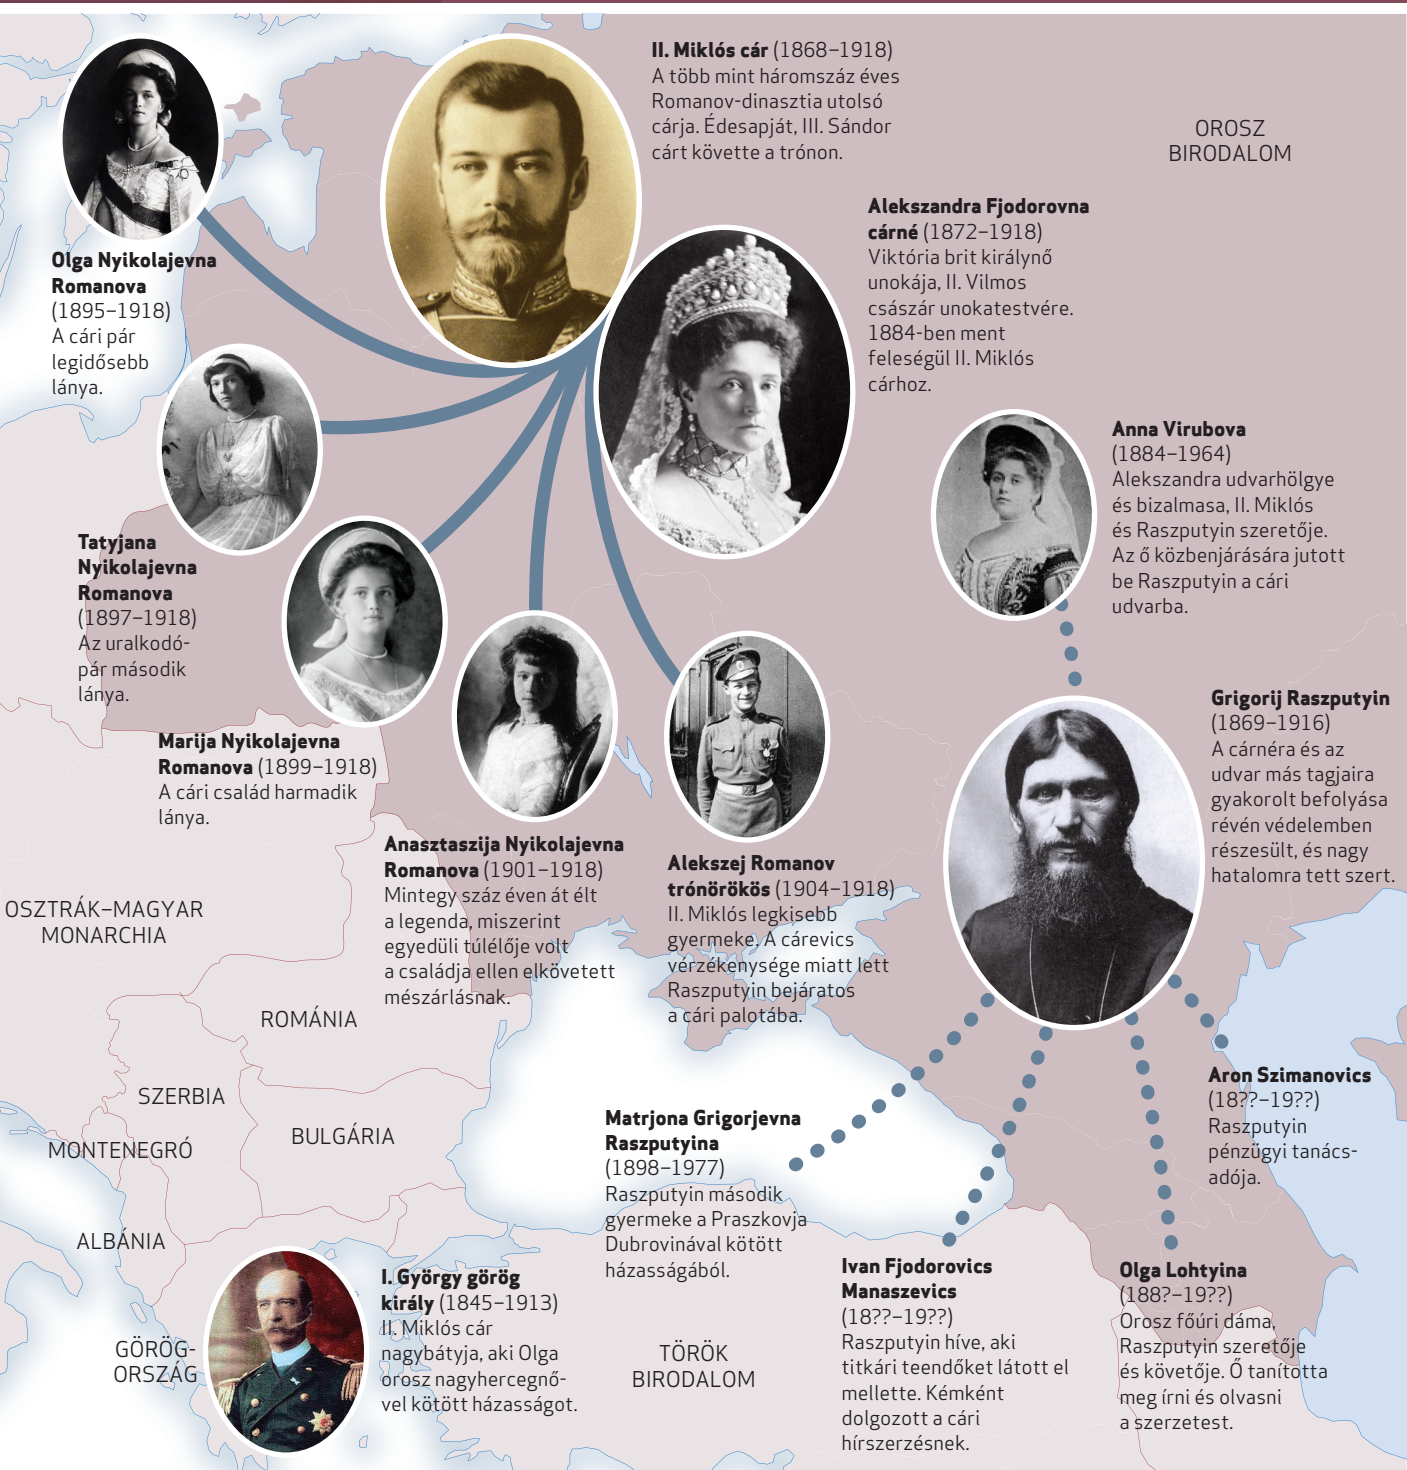 II. Miklós cár (1868–1918)
A több mint háromszáz éves
Romanov-dinasztia utolsó
cárja. Édesapját, III. Sándor
cárt követte a trónon.
OROSZ
BIRODALOM
Alekszandra Fjodorovna
cárné (1872–1918)
Viktória brit királynő
unokája, II. Vilmos
császár unokatestvére.
1884-ben ment
feleségül II. Miklós
cárhoz.
Olga Nyikolajevna
Romanova
(1895–1918)
A cári pár
legidősebb
lánya.
Anna Virubova
(1884–1964)
Alekszandra udvarhölgye
és bizalmasa, II. Miklós
és Raszputyin szeretője.
Az ő közbenjárására jutott
be Raszputyin a cári
udvarba.
Tatyjana
Nyikolajevna
Romanova
(1897–1918)
Az uralkodó-
pár második
lánya.
Grigorij Raszputyin
(1869–1916)
A cárnéra és az
udvar más tagjaira
gyakorolt befolyása
révén védelemben
részesült, és nagy
hatalomra tett szert.
Marija Nyikolajevna
Romanova (1899–1918)
A cári család harmadik
lánya.
Anasztaszija Nyikolajevna
Romanova (1901–1918)
Mintegy száz éven át élt
a legenda, miszerint
egyedüli túlélője volt
a családja ellen elkövetett
mészárlásnak.
Alekszej Romanov
trónörökös (1904–1918)
II. Miklós legkisebb
gyermeke. A cárevics
vérzékenysége miatt lett
Raszputyin bejáratos
a cári palotába.
OSZTRÁK–MAGYAR
MONARCHIA
ROMÁNIA
SZERBIA
MONTENEGRÓ
BULGÁRIA
ALBÁNIA
Aron Szimanovics
(18??–19??)
Raszputyin
pénzügyi tanács-
adója.
Matrjona Grigorjevna
Raszputyina
(1898–1977)
Raszputyin második
gyermeke a Praszkovja
Dubrovinával kötött
házasságából.
Ivan Fjodorovics
Manaszevics
(18??–19??)
Raszputyin híve, aki
titkári teendőket látott el
mellette. Kémként
dolgozott a cári
hírszerzésnek.
Olga Lohtyina
(188?–19??)
Orosz főúri dáma,
Raszputyin szeretője
és követője. Ő tanította
meg írni és olvasni
a szerzetest.
I. György görög
király (1845–1913)
II. Miklós cár
nagybátyja, aki Olga
orosz nagyhercegnő-
vel kötött házasságot.
GÖRÖG-
ORSZÁG
TÖRÖK
BIRODALOM